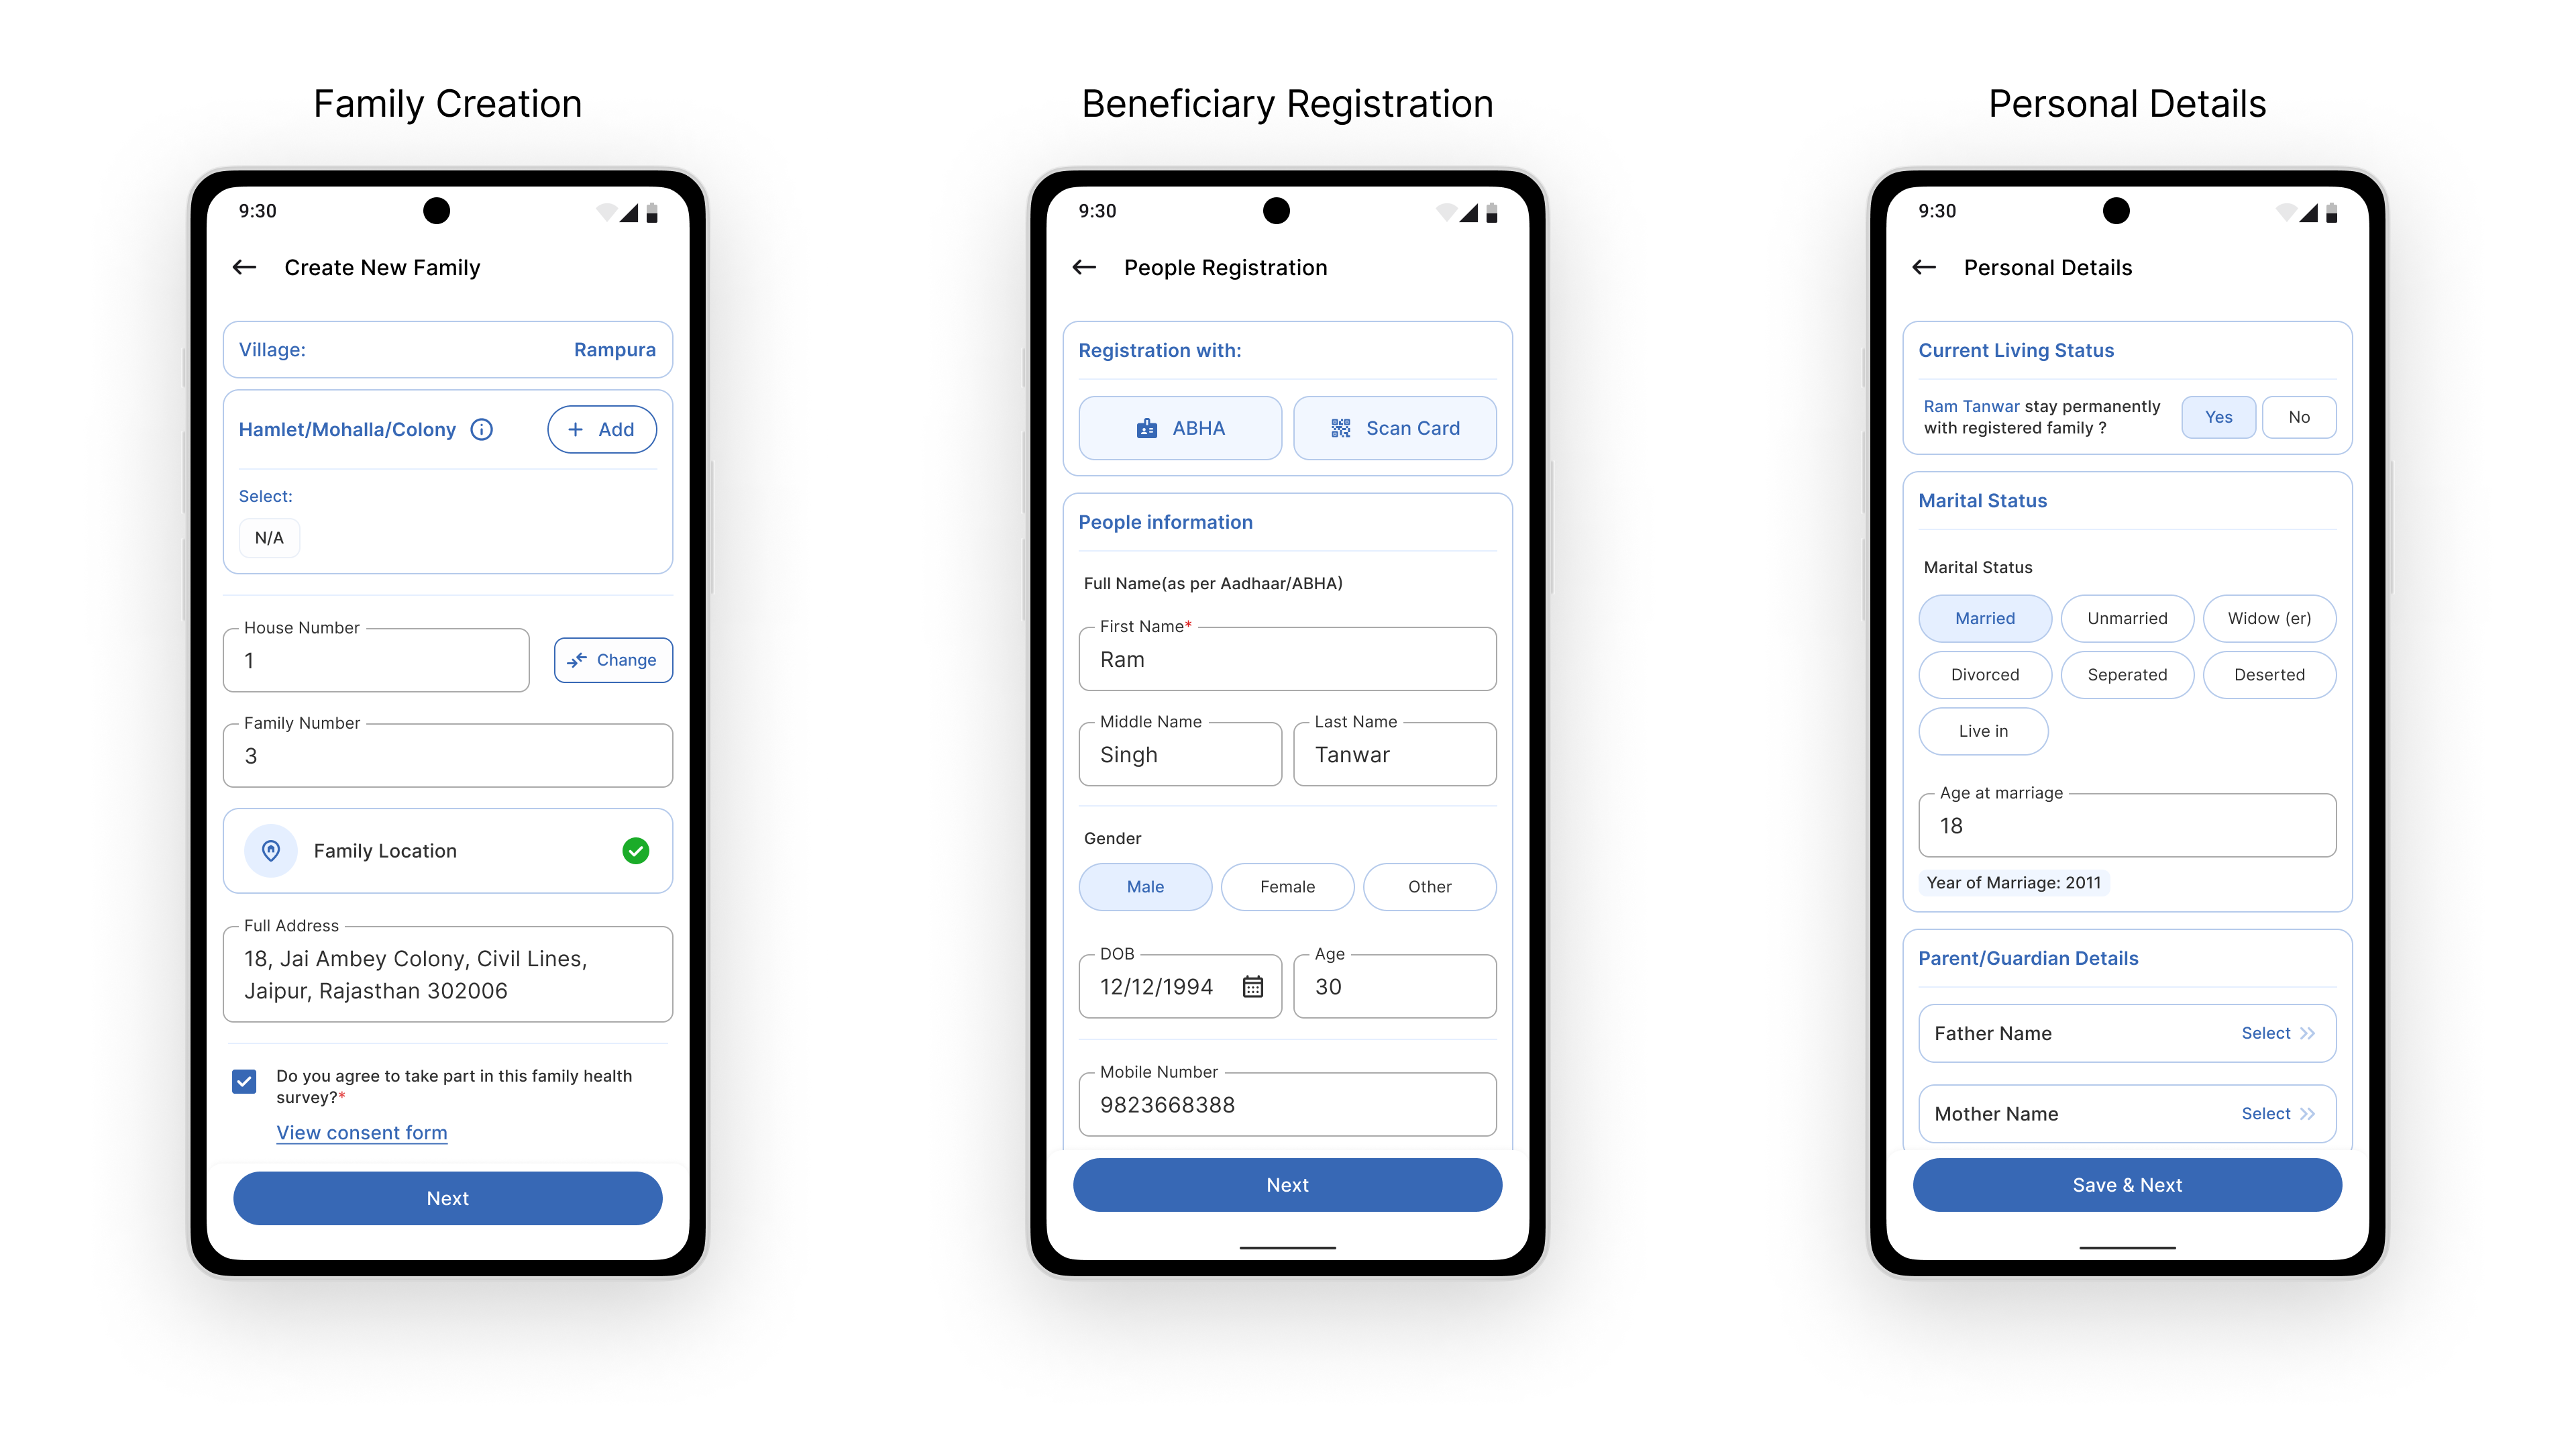 Family Creation
9:30
Create New Family
Village: Rampura
Hamlet/Mohalla/Colony Add
Select:
N/A
House Number
1 Change
Family Number
3
Family Location
Full Address
18, Jai Ambey Colony, Civil Lines,
Jaipur, Rajasthan 302006
Do you agree to take part in this family health
survey?*
View consent form
Next
Beneficiary Registration
9:30
People Registration
Registration with:
ABHA Scan Card
People information
Full Name(as per Aadhaar/ABHA)
First Name*
Ram
Middle Name Last Name
Singh Tanwar
Gender
Male Female Other
DOB Age
12/12/1994 30
Mobile Number
9823668388
Next
Personal Details
9:30
Personal Details
Current Living Status
Ram Tanwar stay permanently
with registered family ? Yes No
Marital Status
Marital Status
Married Unmarried Widow (er)
Divorced Seperated Deserted
Live in
Age at marriage
18
Year of Marriage: 2011
Parent/Guardian Details
Father Name Select
Mother Name Select
Save & Next